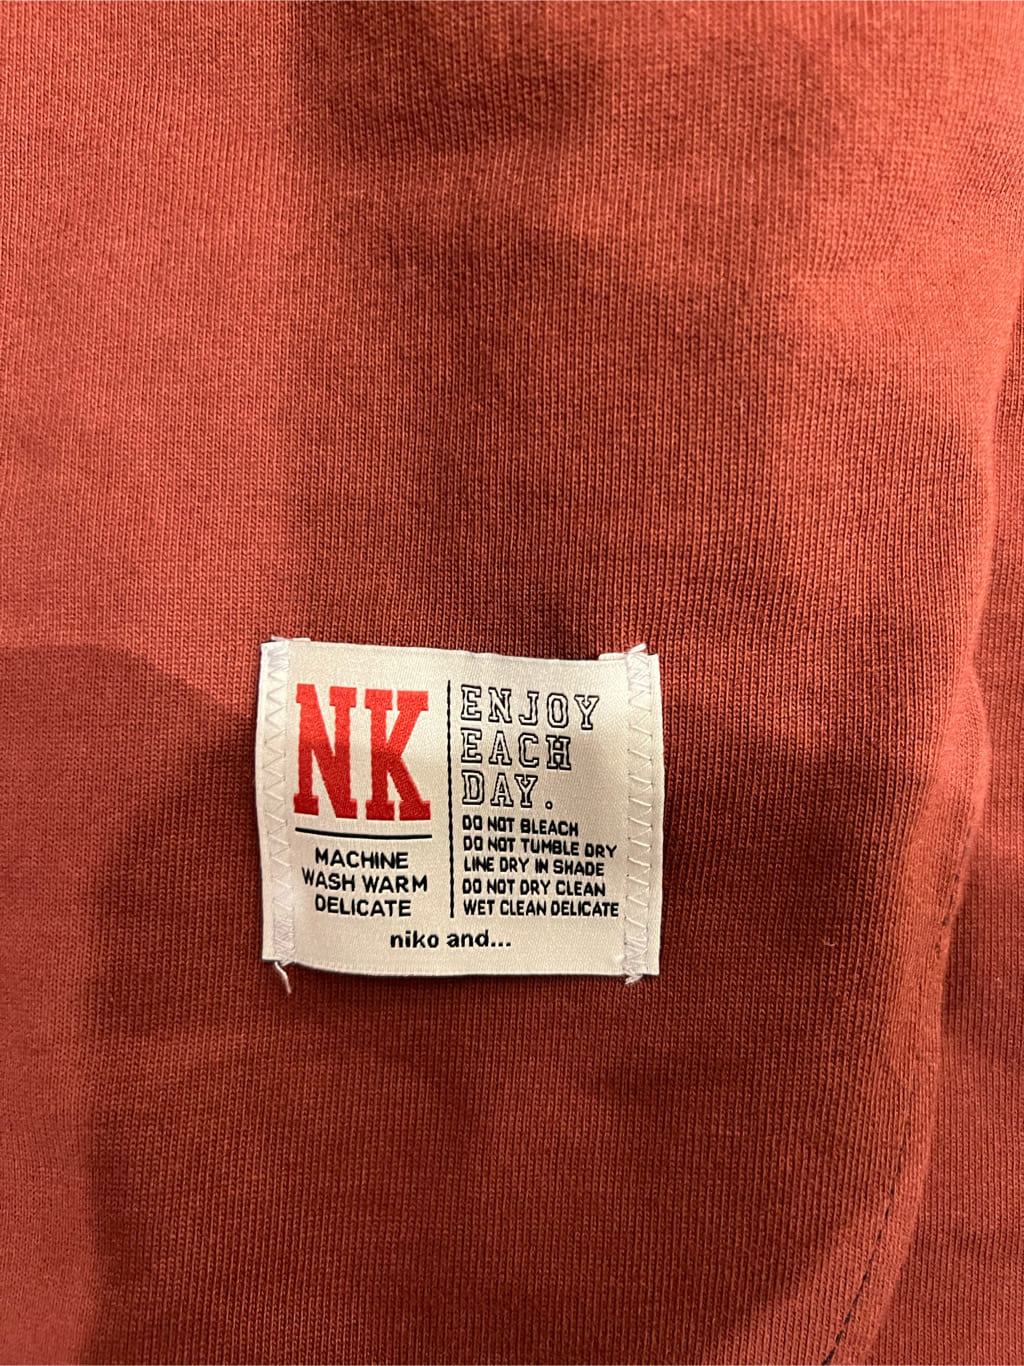 NK
MACHINE
WASH WARM
DELICATE
ENJOY
EACH
DAY.
DO NOT BLEACH
DO NOT TUMBLE DRY
LINE DRY IN SHADE
DO NOT DRY CLEAN
WET CLEAN DELICATE
niko and...